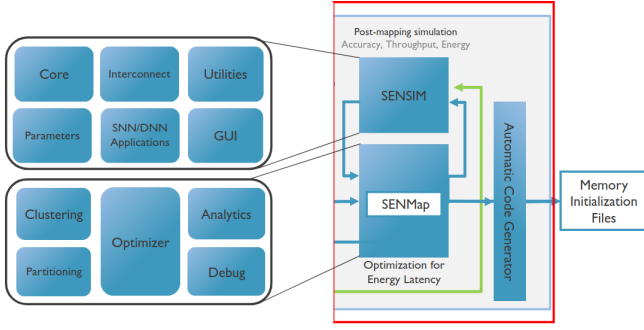 Post-mapping simulation
Accuracy, Throughput, Energy
Core
Interconnect
Utilities
Parameters
SNN/DNN
Applications
GUI
SENSIM
Clustering
Optimizer
Analytics
Partitioning
Debug
SENMap
Optimization for
Energy Latency
Automatic Code Generator
Memory
Initialization
Files